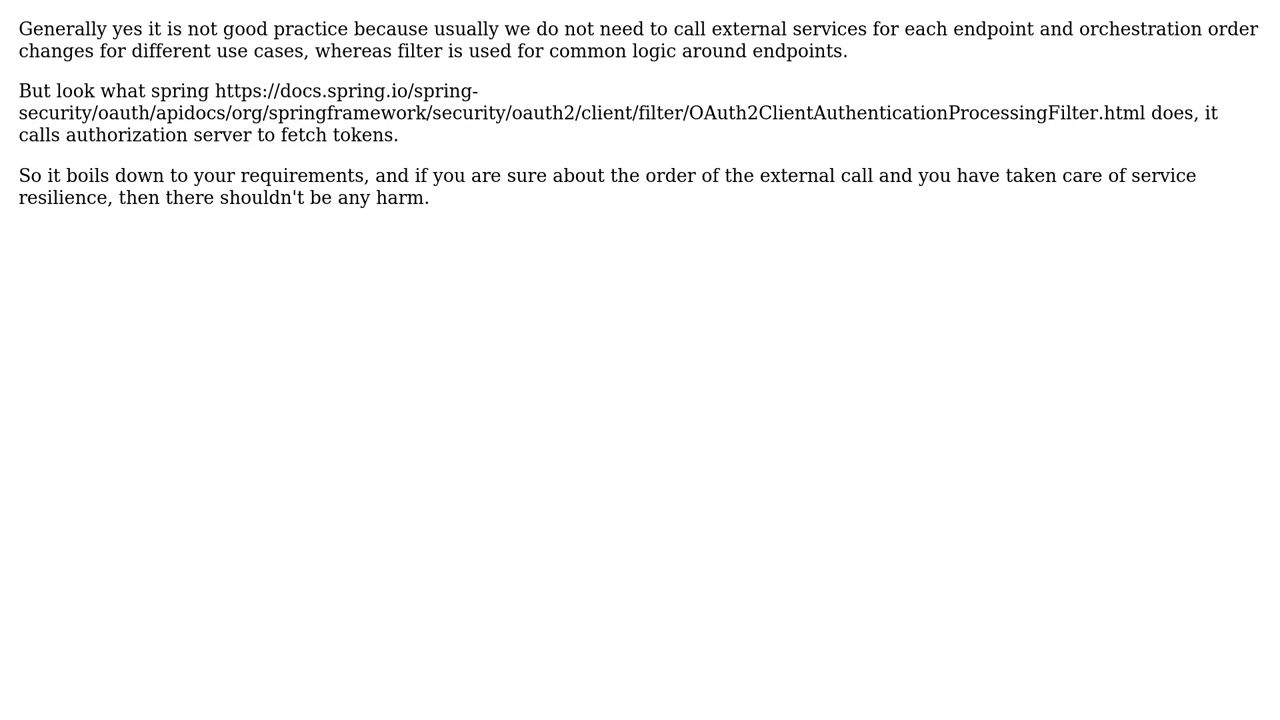 Generally yes it is not good practice because usually we do not need to call external services for each endpoint and orchestration order
changes for different use cases, whereas filter is used for common logic around endpoints.
But look what spring https://docs.spring.io/spring-
security/oauth/apidocs/org/springframework/security/oauth2/client/filter/OAuth2ClientAuthenticationProcessingFilter.html does, it
calls authorization server to fetch tokens.
So it boils down to your requirements, and if you are sure about the order of the external call and you have taken care of service
resilience, then there shouldn't be any harm.